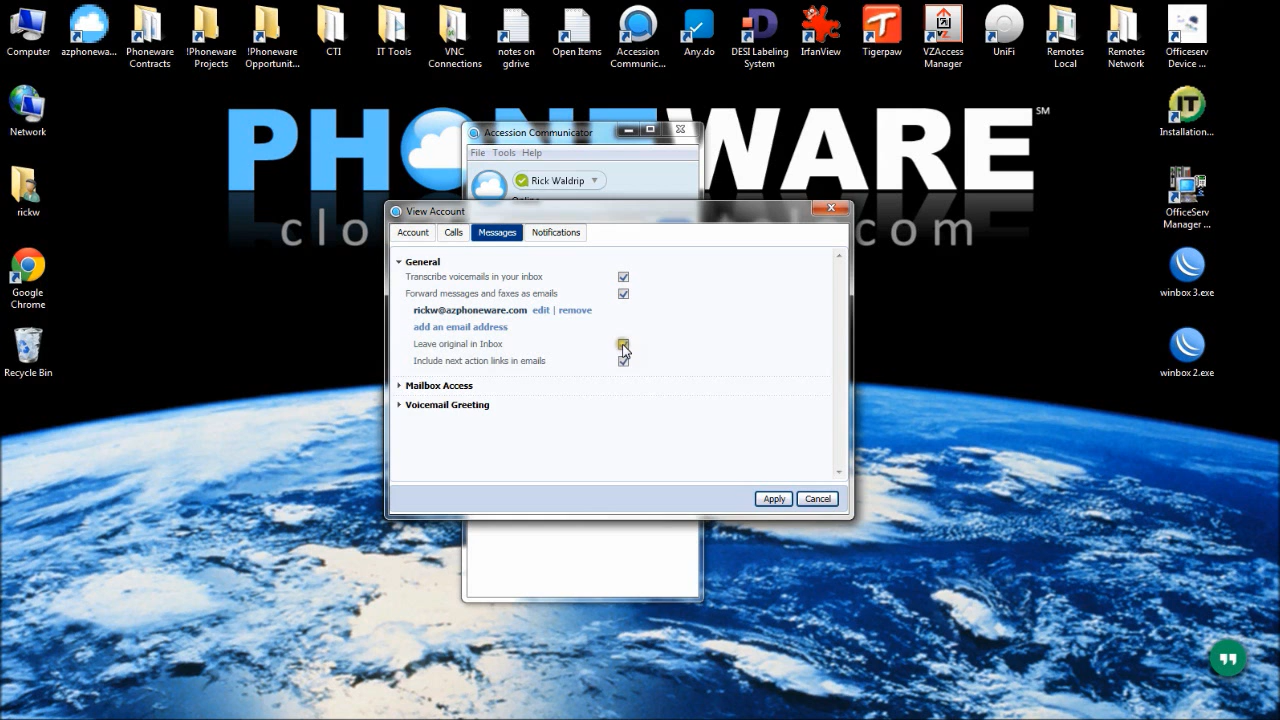 Computer
azphonewa...
Phoneware Contracts
!Phoneware Projects
!Phoneware Opportunit...
CTI
IT Tools
VNC Connections
notes on gdrive
Open Items
Accession Communic...
Any.do
DESI Labeling System
IrfanView
Tigerpaw
VZAccess Manager
UniFi
Remotes Local
Remotes Network
Officeserv Device ...
Network
PHONEWARE SM
IT
Installation...
Accession Communicator
File Tools Help
Rick Waldrip
rickw
OfficeServ Manager ...
View Account
clo
com
Account Calls Messages Notifications
General
Transcribe voicemails in your inbox
Forward messages and faxes as emails
rickw@azphoneware.com edit | remove
add an email address
Leave original in Inbox
Include next action links in emails
Mailbox Access
Voicemail Greeting
Apply Cancel
Google Chrome
winbox 3.exe
Recycle Bin
winbox 2.exe